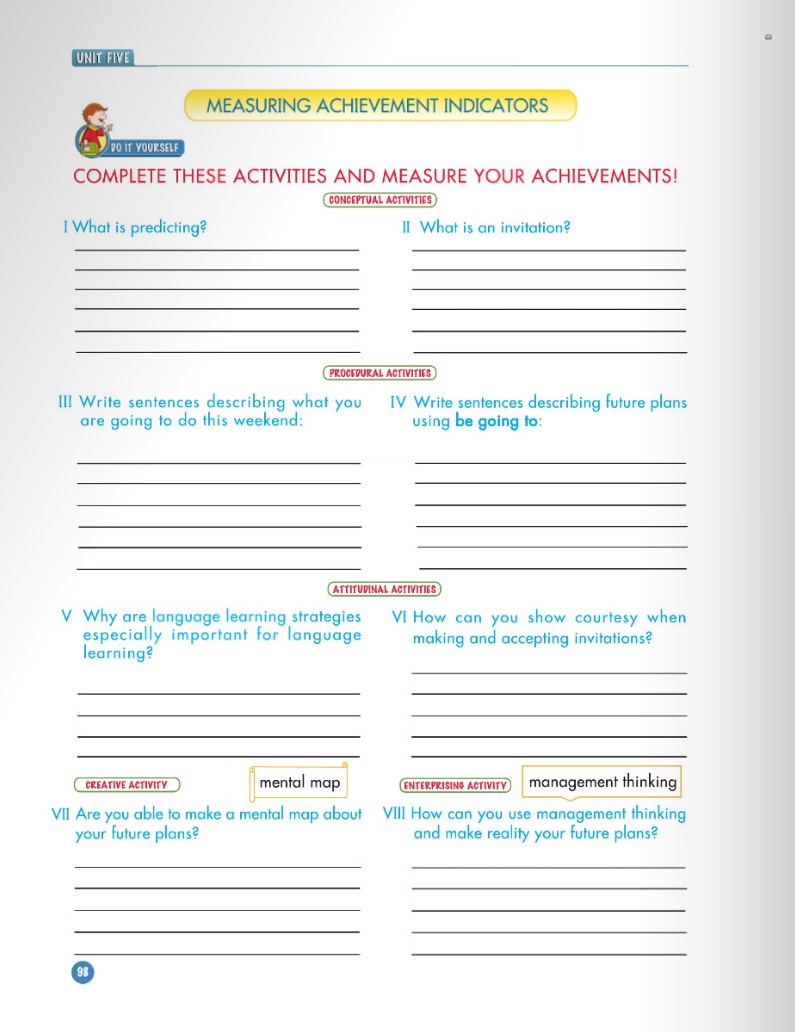 UNIT FIVE
MEASURING ACHIEVEMENT INDICATORS
DO IT YOURSELF
COMPLETE THESE ACTIVITIES AND MEASURE YOUR ACHIEVEMENTS!
CONCEPTUAL ACTIVITIES
I What is predicting?
II What is an invitation?
PROCEDURAL ACTIVITIES
III Write sentences describing what you
are going to do this weekend:
IV Write sentences describing future plans
using be going to:
ATTITUDINAL ACTIVITIES
V Why are language learning strategies
especially important for language
learning?
VI How can you show courtesy when
making and accepting invitations?
CREATIVE ACTIVITY
mental map
VII Are you able to make a mental map about
your future plans?
ENTERPRISING ACTIVITY
management thinking
VIII How can you use management thinking
and make reality your future plans?
98